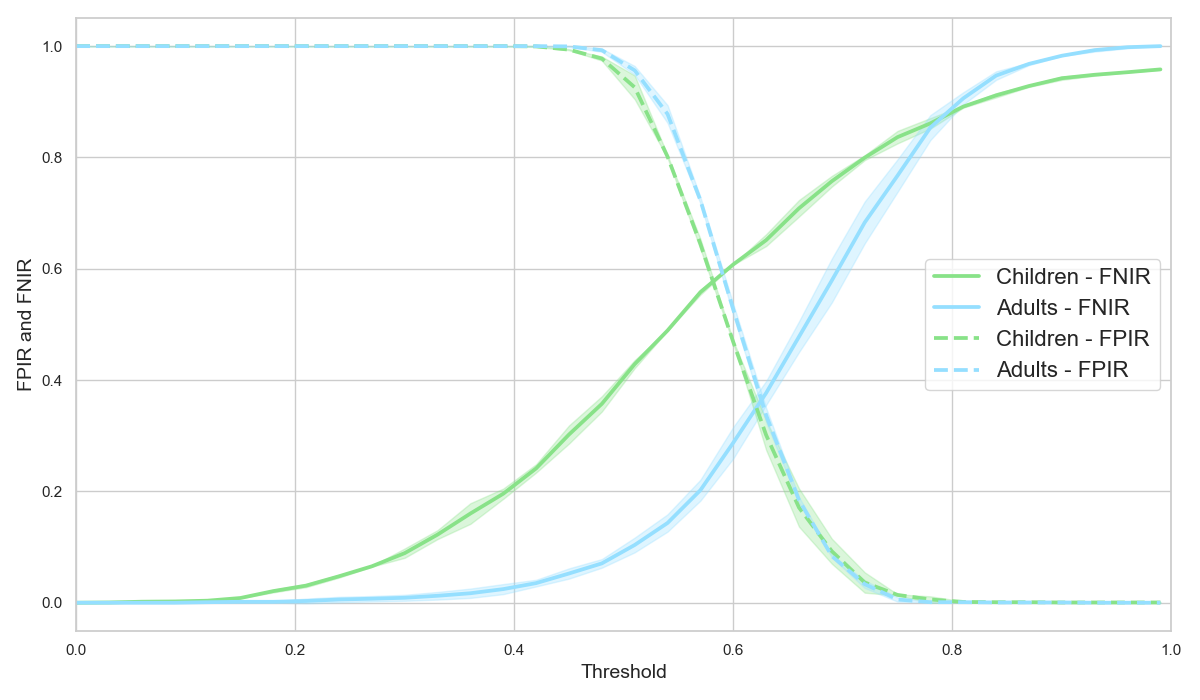 FPIR and FNIR
1.0
0.8
0.6
0.4
0.2
0.0
Children - FNIR
Adults - FNIR
Children - FPIR
Adults - FPIR
0.0 0.2 0.4 0.6 0.8 1.0
Threshold